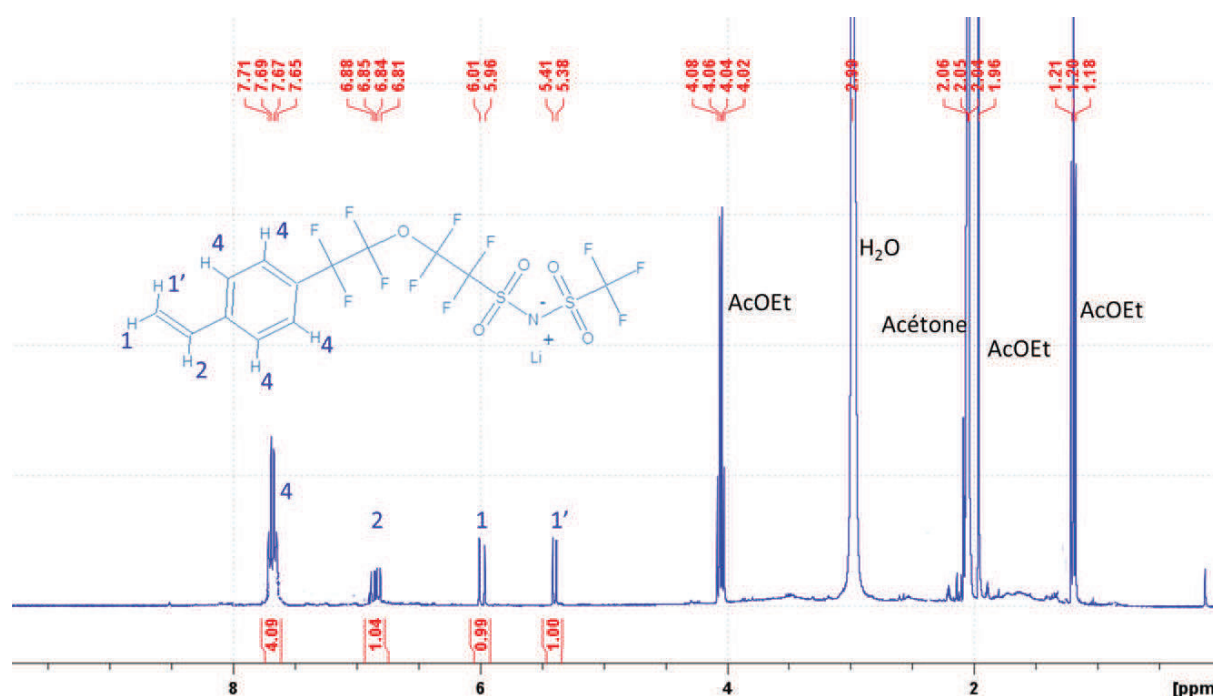 7.71
7.69
7.67
7.65
6.88
6.85
6.84
6.81
6.01
5.96
5.41
5.38
4.08
4.06
4.04
4.02
2.99
2.06
2.05
2.04
1.96
1.21
1.20
1.18
F F
4 H H 4 F F
O F F
O O F
H 1' F F F F S S F
H F F O N - O F
1 H 4 Li +
H 2 H 4
H₂O
AcOEt
Acétone
AcOEt
AcOEt
4
2
1
1'
4.09
1.04
0.99
1.00
8 6 4 2 [ppm]